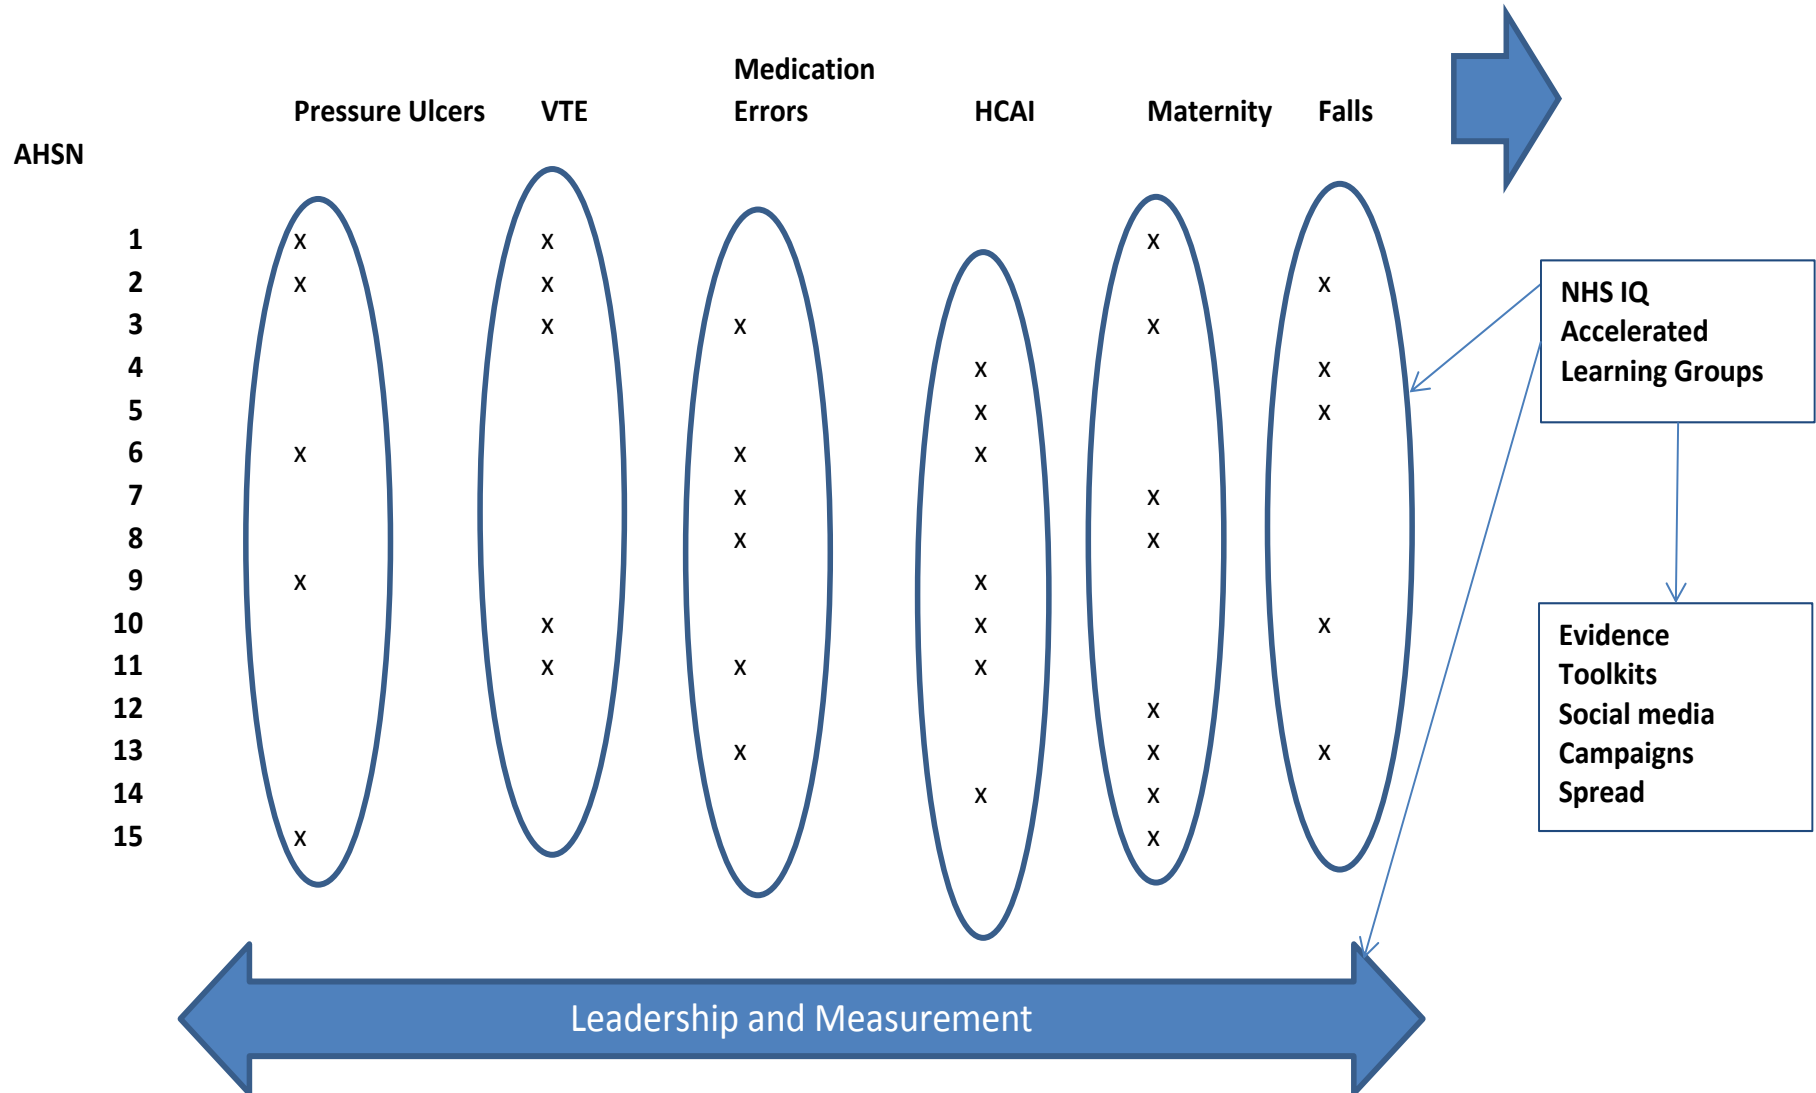 Medication
Pressure Ulcers VTE Errors HCAI Maternity Falls
AHSN
1 x x x
2 x x x
3 x x x
4 x x
5 x x
6 x x x
7 x x
8 x x
9 x x
10 x x x
11 x x x
12 x
13 x x x
14 x x
15 x x
NHS IQ
Accelerated
Learning Groups
Evidence
Toolkits
Social media
Campaigns
Spread
Leadership and Measurement